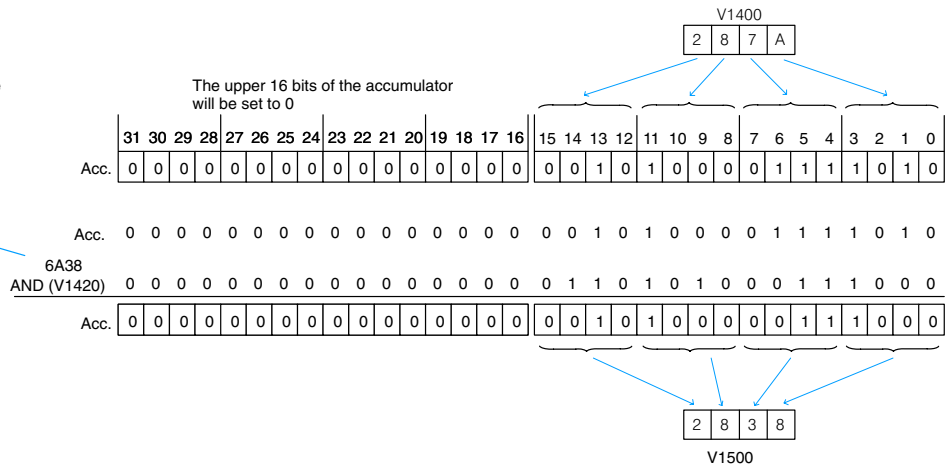 V1400
2 8 7 A
The upper 16 bits of the accumulator
will be set to 0
31 30 29 28 27 26 25 24 23 22 21 20 19 18 17 16 15 14 13 12 11 10 9 8 7 6 5 4 3 2 1 0
Acc. 0 0 0 0 0 0 0 0 0 0 0 0 0 0 0 0 0 0 1 0 1 0 0 0 0 1 1 1 1 0 1 0
Acc. 0 0 0 0 0 0 0 0 0 0 0 0 0 0 0 0 0 0 1 0 1 0 0 0 0 1 1 1 1 0 1 0
6A38
AND (V1420) 0 0 0 0 0 0 0 0 0 0 0 0 0 0 0 0 0 1 1 0 1 0 1 0 0 0 1 1 1 0 0 0
Acc. 0 0 0 0 0 0 0 0 0 0 0 0 0 0 0 0 0 0 1 0 1 0 0 0 0 0 1 1 1 0 0 0
2 8 3 8
V1500